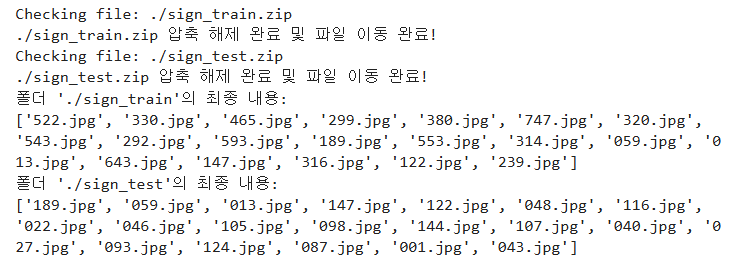 Checking file: ./sign_train.zip
./sign_train.zip 압축 해제 완료 및 파일 이동 완료!
Checking file: ./sign_test.zip
./sign_test.zip 압축 해제 완료 및 파일 이동 완료!
폴더 './sign_train'의 최종 내용:
['522.jpg', '330.jpg', '465.jpg', '299.jpg', '380.jpg', '747.jpg', '320.jpg',
'543.jpg', '292.jpg', '593.jpg', '189.jpg', '553.jpg', '314.jpg', '059.jpg', '0
13.jpg', '643.jpg', '147.jpg', '316.jpg', '122.jpg', '239.jpg']
폴더 './sign_test'의 최종 내용:
['189.jpg', '059.jpg', '013.jpg', '147.jpg', '122.jpg', '048.jpg', '116.jpg',
'022.jpg', '046.jpg', '105.jpg', '098.jpg', '144.jpg', '107.jpg', '040.jpg', '0
27.jpg', '093.jpg', '124.jpg', '087.jpg', '001.jpg', '043.jpg']